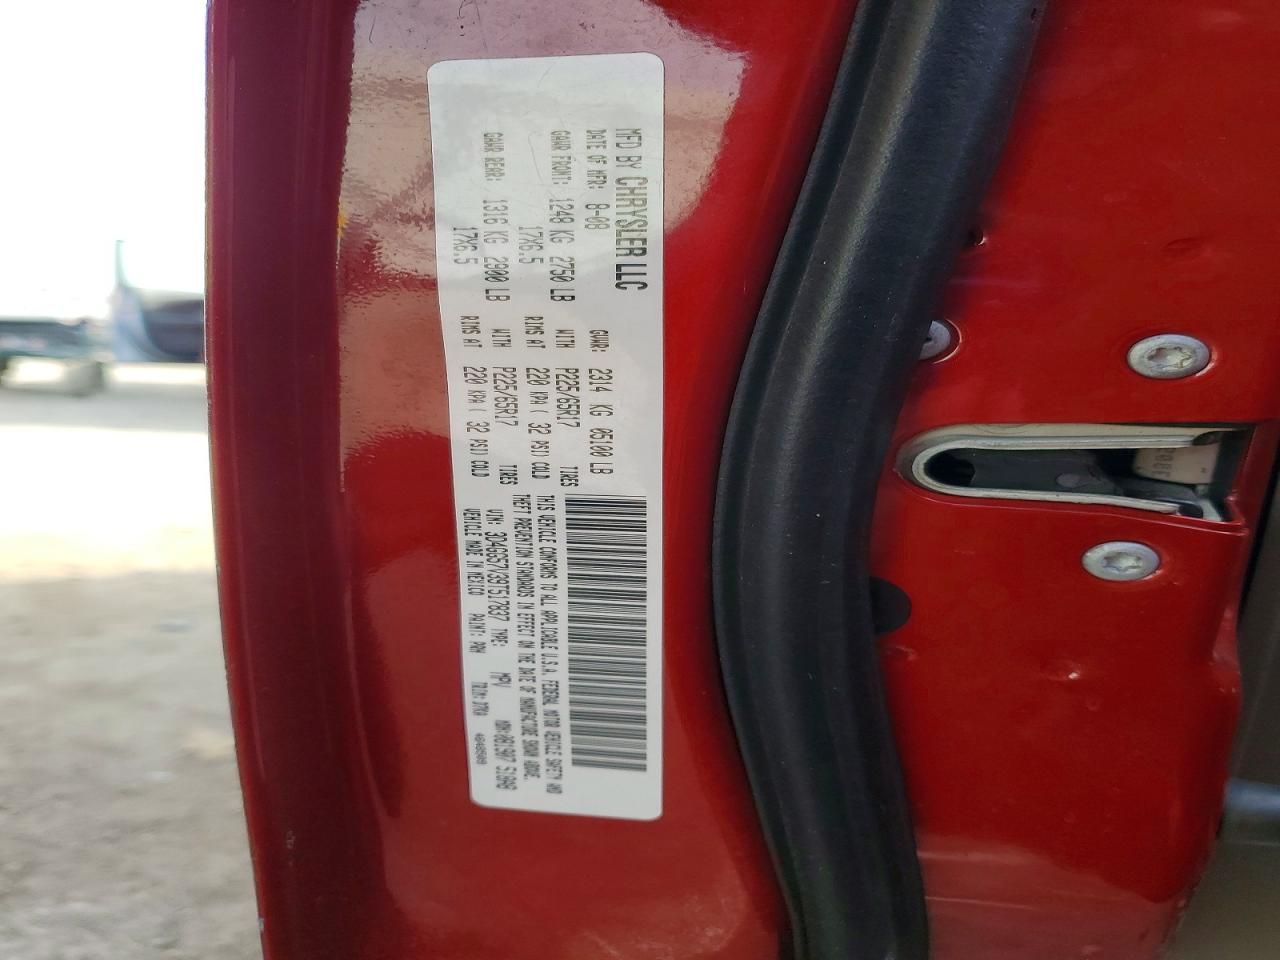 MFD BY CHRYSLER LLC
DATE OF MFR: 8-08 GVWR: 2314 KG 05100 LB
GAWR FRONT: 1248 KG 2750 LB WITH P225/65R17 TIRES
17X6.5 RIMS AT 220 KPA( 32 PSI) COLD
GAWR REAR: 1316 KG 2900 LB WITH P225/65R17 TIRES
17X6.5 RIMS AT 220 KPA( 32 PSI) COLD
THIS VEHICLE CONFORMS TO ALL APPLICABLE U.S.A. FEDERAL MOTOR VEHICLE SAFETY AND
THEFT PREVENTION STANDARDS IN EFFECT ON THE DATE OF MANUFACTURE SHOWN ABOVE.
VIN: 3D4GG57V39T517837 TYPE: MPV
VEHICLE MADE IN MEXICO PAINT: TRIM: